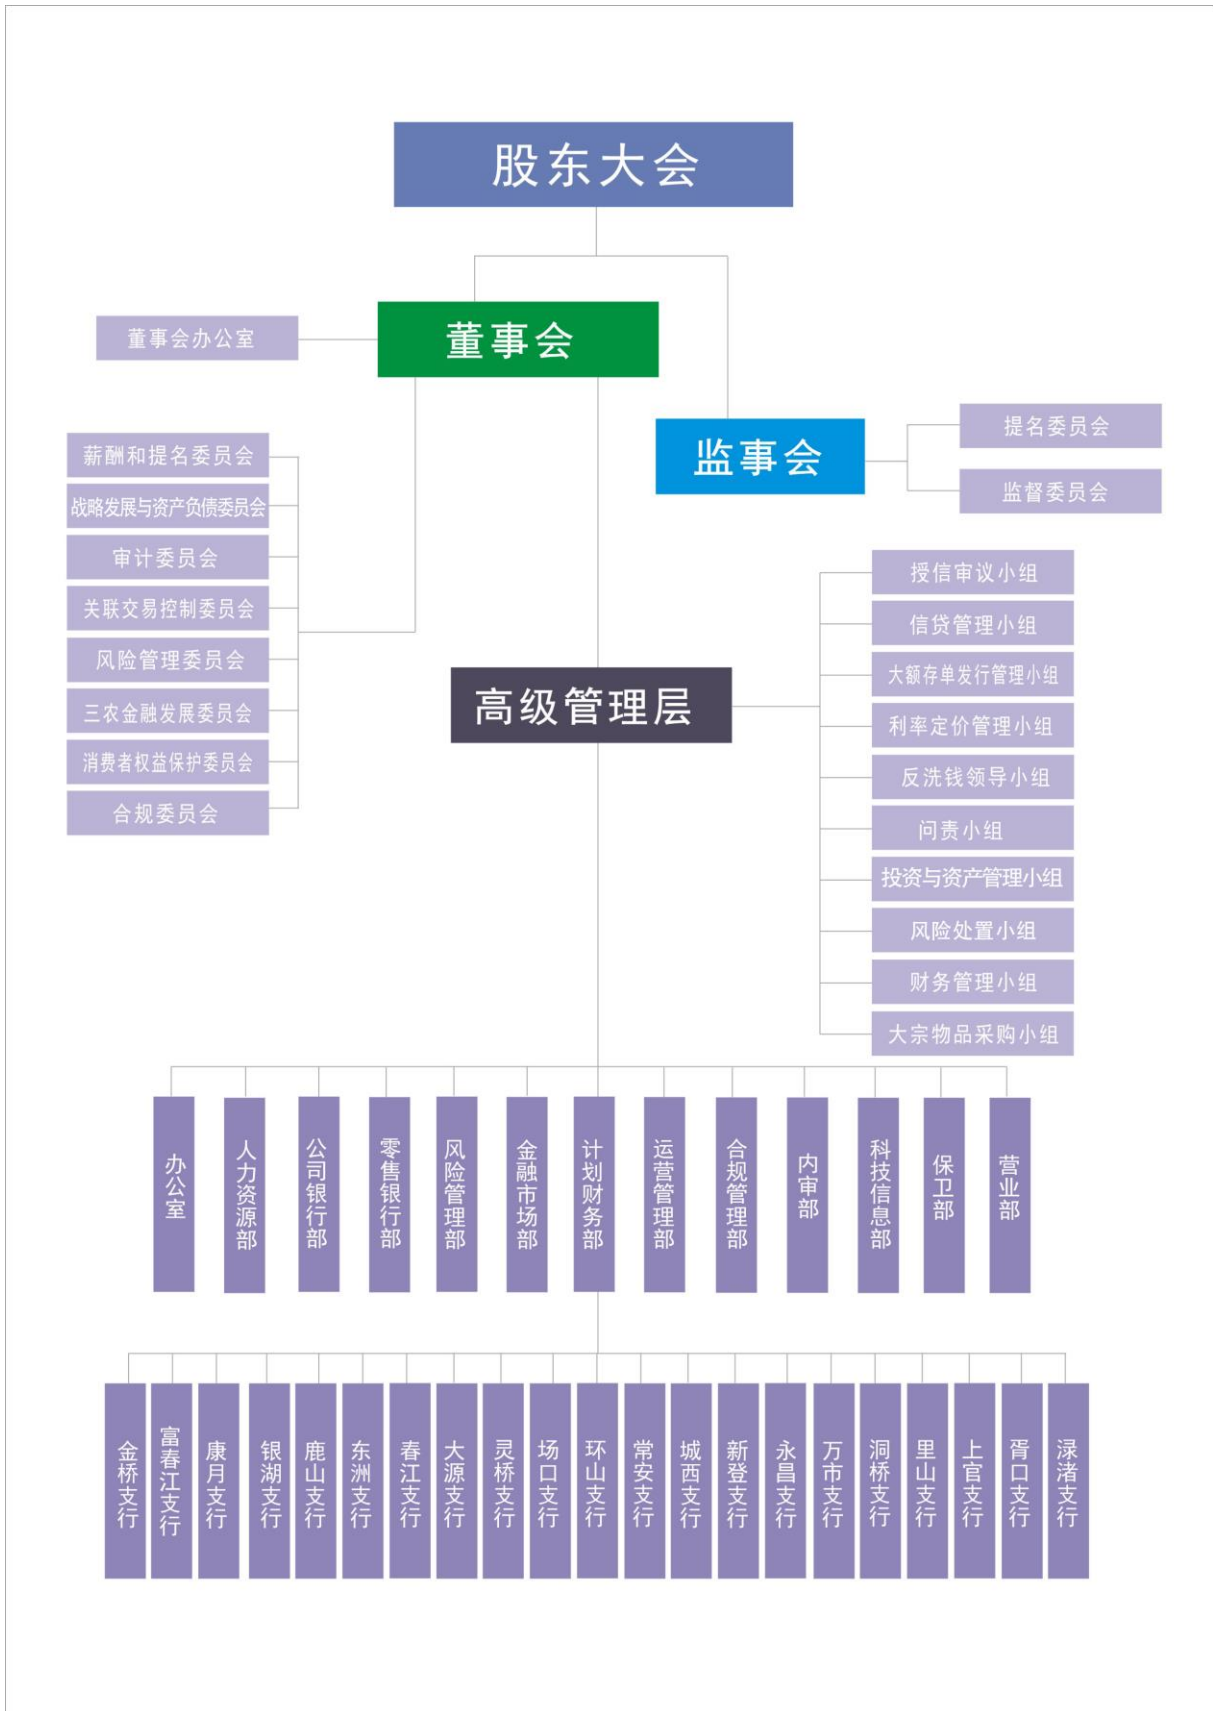 股东大会
董事会办公室
董事会
监事会
提名委员会
监督委员会
薪酬和提名委员会
战略发展与资产负债委员会
审计委员会
关联交易控制委员会
风险管理委员会
三农金融发展委员会
消费者权益保护委员会
合规委员会
高级管理层
授信审议小组
信贷管理小组
大额存单发行管理小组
利率定价管理小组
反洗钱领导小组
问责小组
投资与资产管理小组
风险处置小组
财务管理小组
大宗物品采购小组
办公室
人力资源部
公司银行部
零售银行部
风险管理部
金融市场部
计划财务部
运营管理部
合规管理部
内审部
科技信息部
保卫部
营业部
金桥支行
富春江支行
康月支行
银湖支行
鹿山支行
东洲支行
春江支行
大源支行
灵桥支行
场口支行
环山支行
常安支行
城西支行
新登支行
永昌支行
万市支行
洞桥支行
里山支行
上官支行
胥口支行
渌渚支行